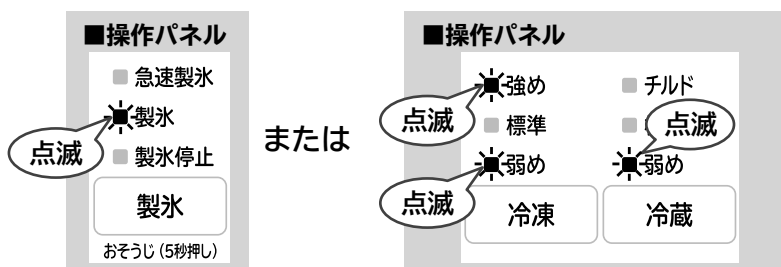 ■操作パネル
急速製氷
製氷
点滅
製氷停止
製氷
おそうじ（5秒押し）
または
■操作パネル
強め
チルド
点滅
標準
点滅
弱め
弱め
点滅
冷凍
冷蔵